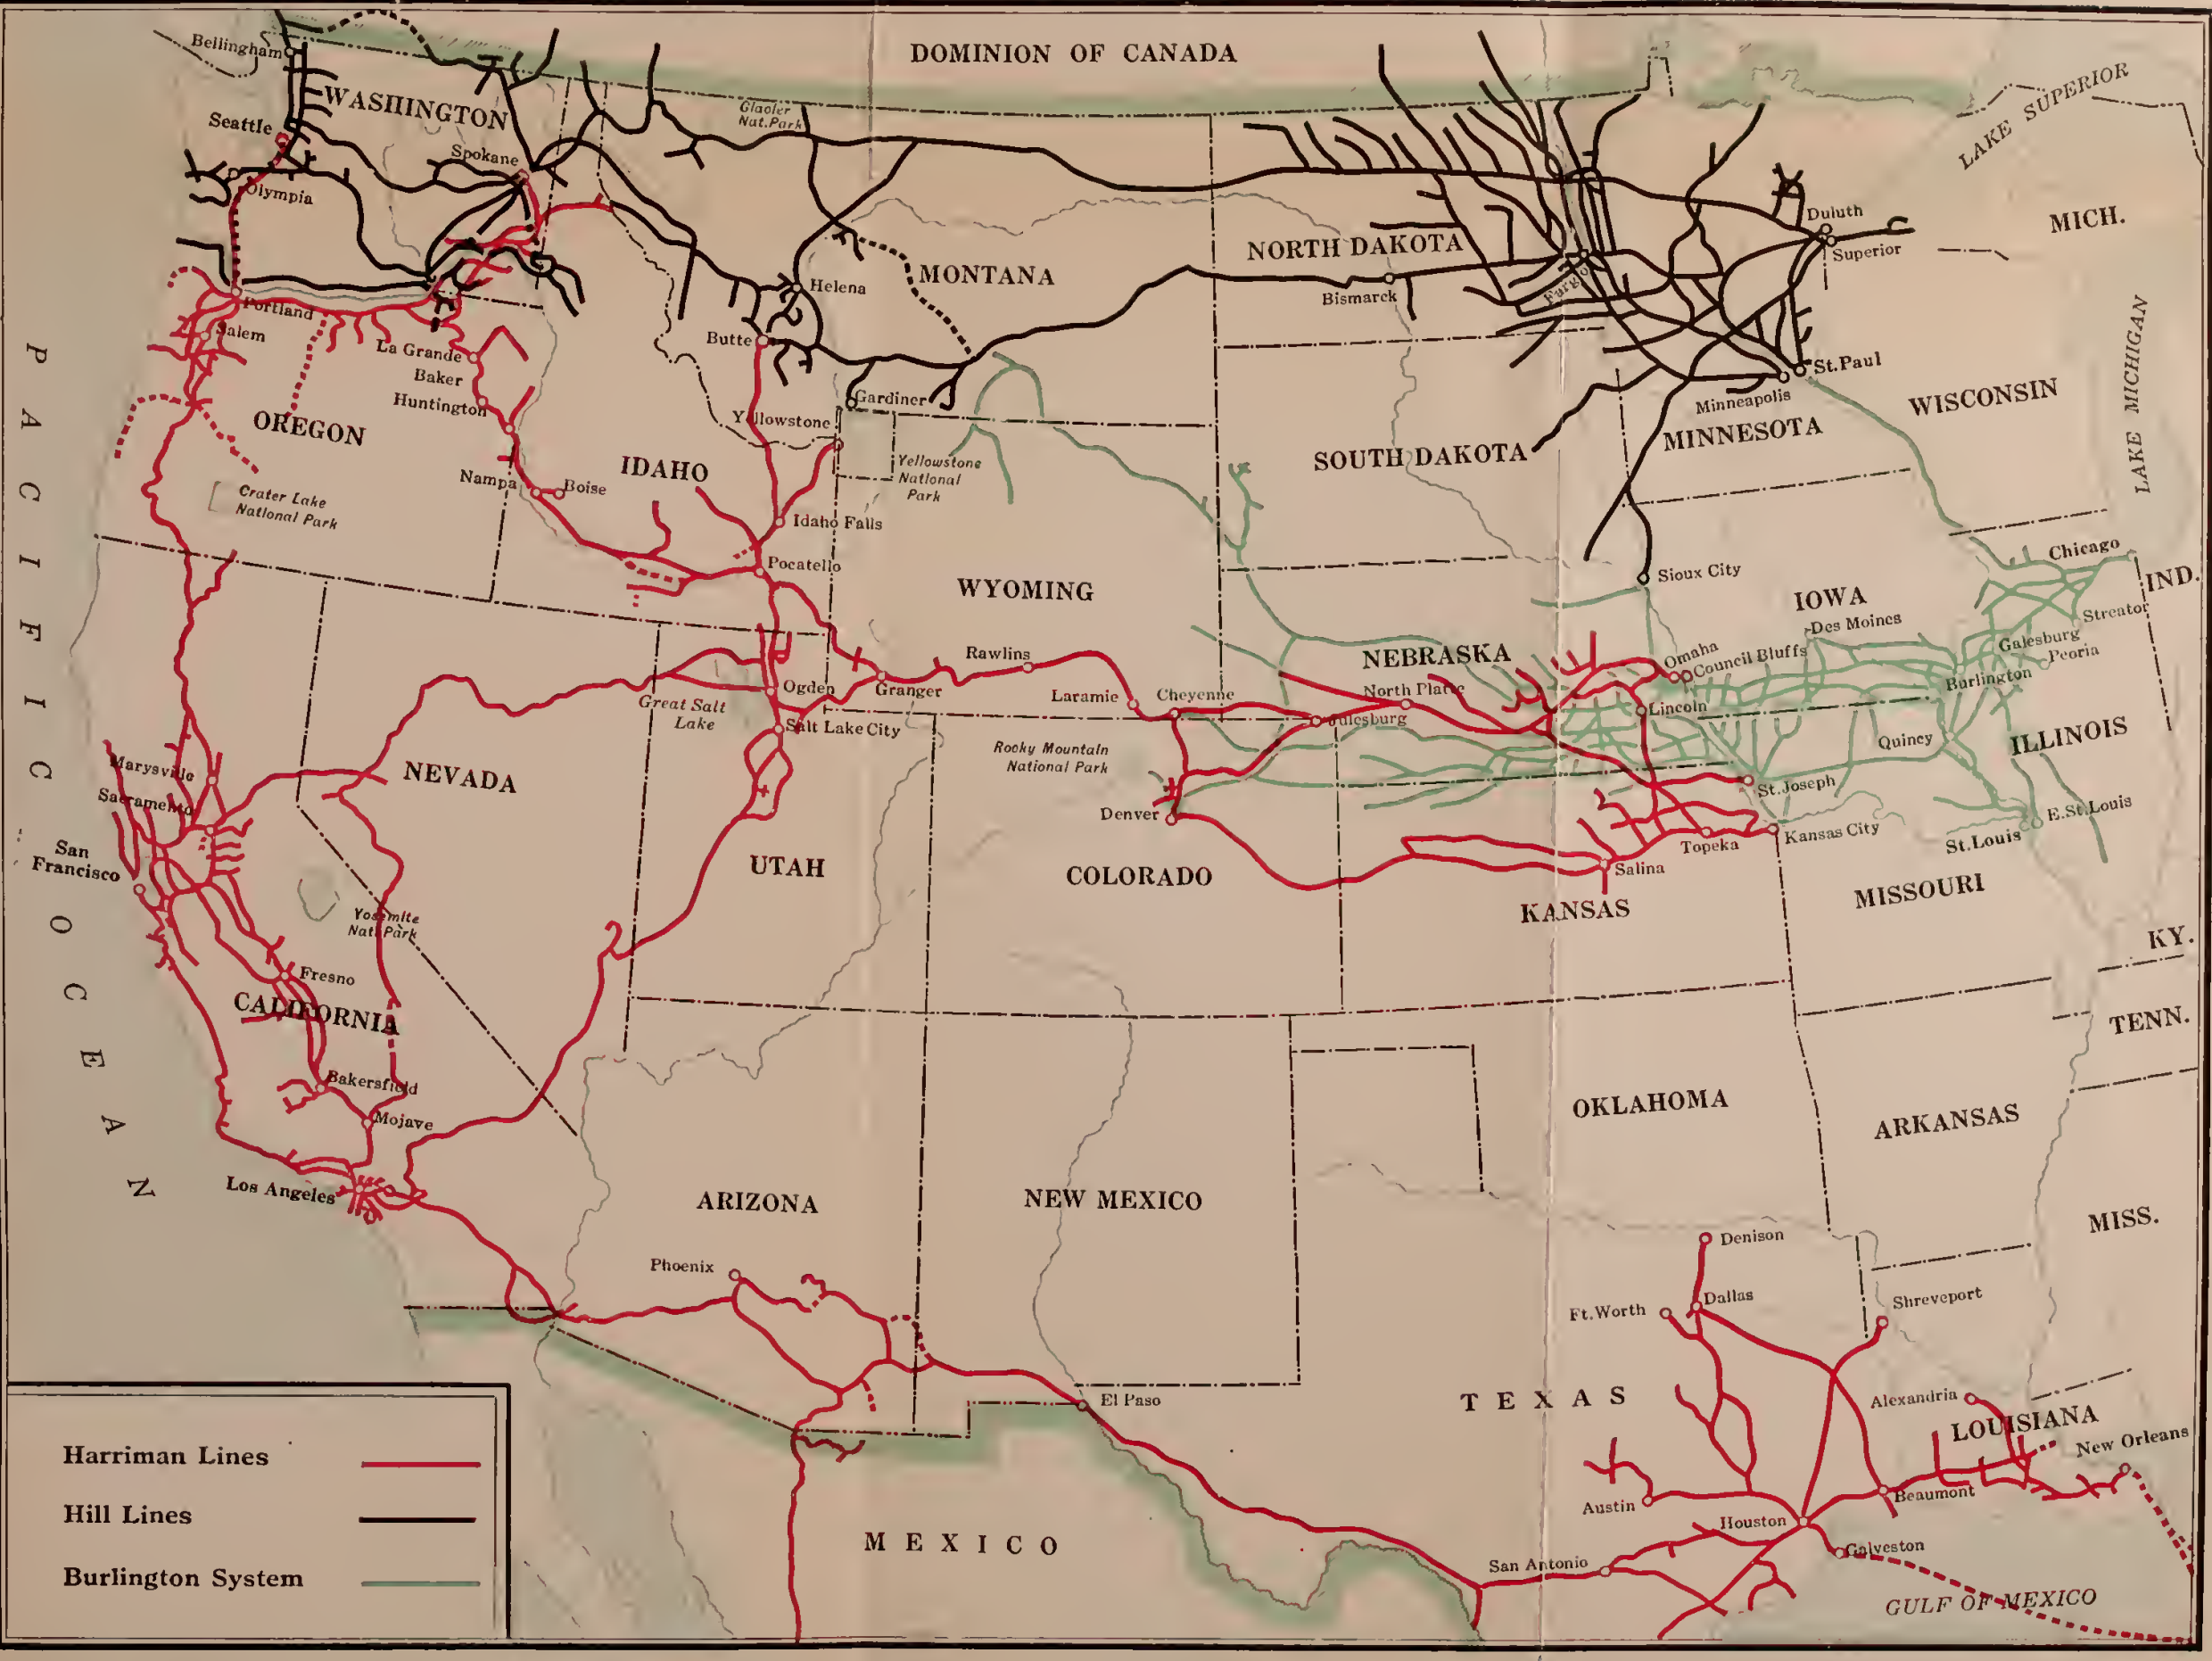 DOMINION OF CANADA
Bellingham
WASHINGTON
Seattle
Spokane
Olympia
Glacier
Nat.Park
LAKE SUPERIOR
MICH.
Duluth
Superior
NORTH DAKOTA
MONTANA
Helena
Bismarck
Fargo
Portland
Salem
La Grande
Baker
Huntington
Butte
Gardiner
Yellowstone
St.Paul
Minneapolis
WISCONSIN
LAKE MICHIGAN
MINNESOTA
OREGON
IDAHO
SOUTH DAKOTA
Yellowstone
National
Park
Nampa
Boise
Crater Lake
National Park
Idaho Falls
Pocatello
PACIFIC OCEAN
WYOMING
Sioux City
IOWA
Chicago
IND.
Streator
Des Moines
Galesburg
Peoria
Omaha
Council Bluffs
Burlington
NEBRASKA
Rawlins
Laramie
Cheyenne
North Platte
Ogden
Granger
Great Salt
Lake
Salt Lake City
Julesburg
Lincoln
Quincy
ILLINOIS
Rocky Mountain
National Park
NEVADA
Marysville
Sacramento
St.Joseph
Denver
E.St.Louis
St.Louis
Kansas City
Topeka
Salina
San
Francisco
UTAH
COLORADO
KANSAS
MISSOURI
Yosemite
Nat. Park
KY.
Fresno
CALIFORNIA
TENN.
Bakersfield
Mojave
OKLAHOMA
ARKANSAS
Los Angeles
ARIZONA
NEW MEXICO
MISS.
Phoenix
Denison
Dallas
Ft.Worth
Shreveport
El Paso
TEXAS
Alexandria
LOUISIANA
New Orleans
Austin
Beaumont
Houston
Galveston
San Antonio
MEXICO
GULF OF MEXICO
Harriman Lines
Hill Lines
Burlington System